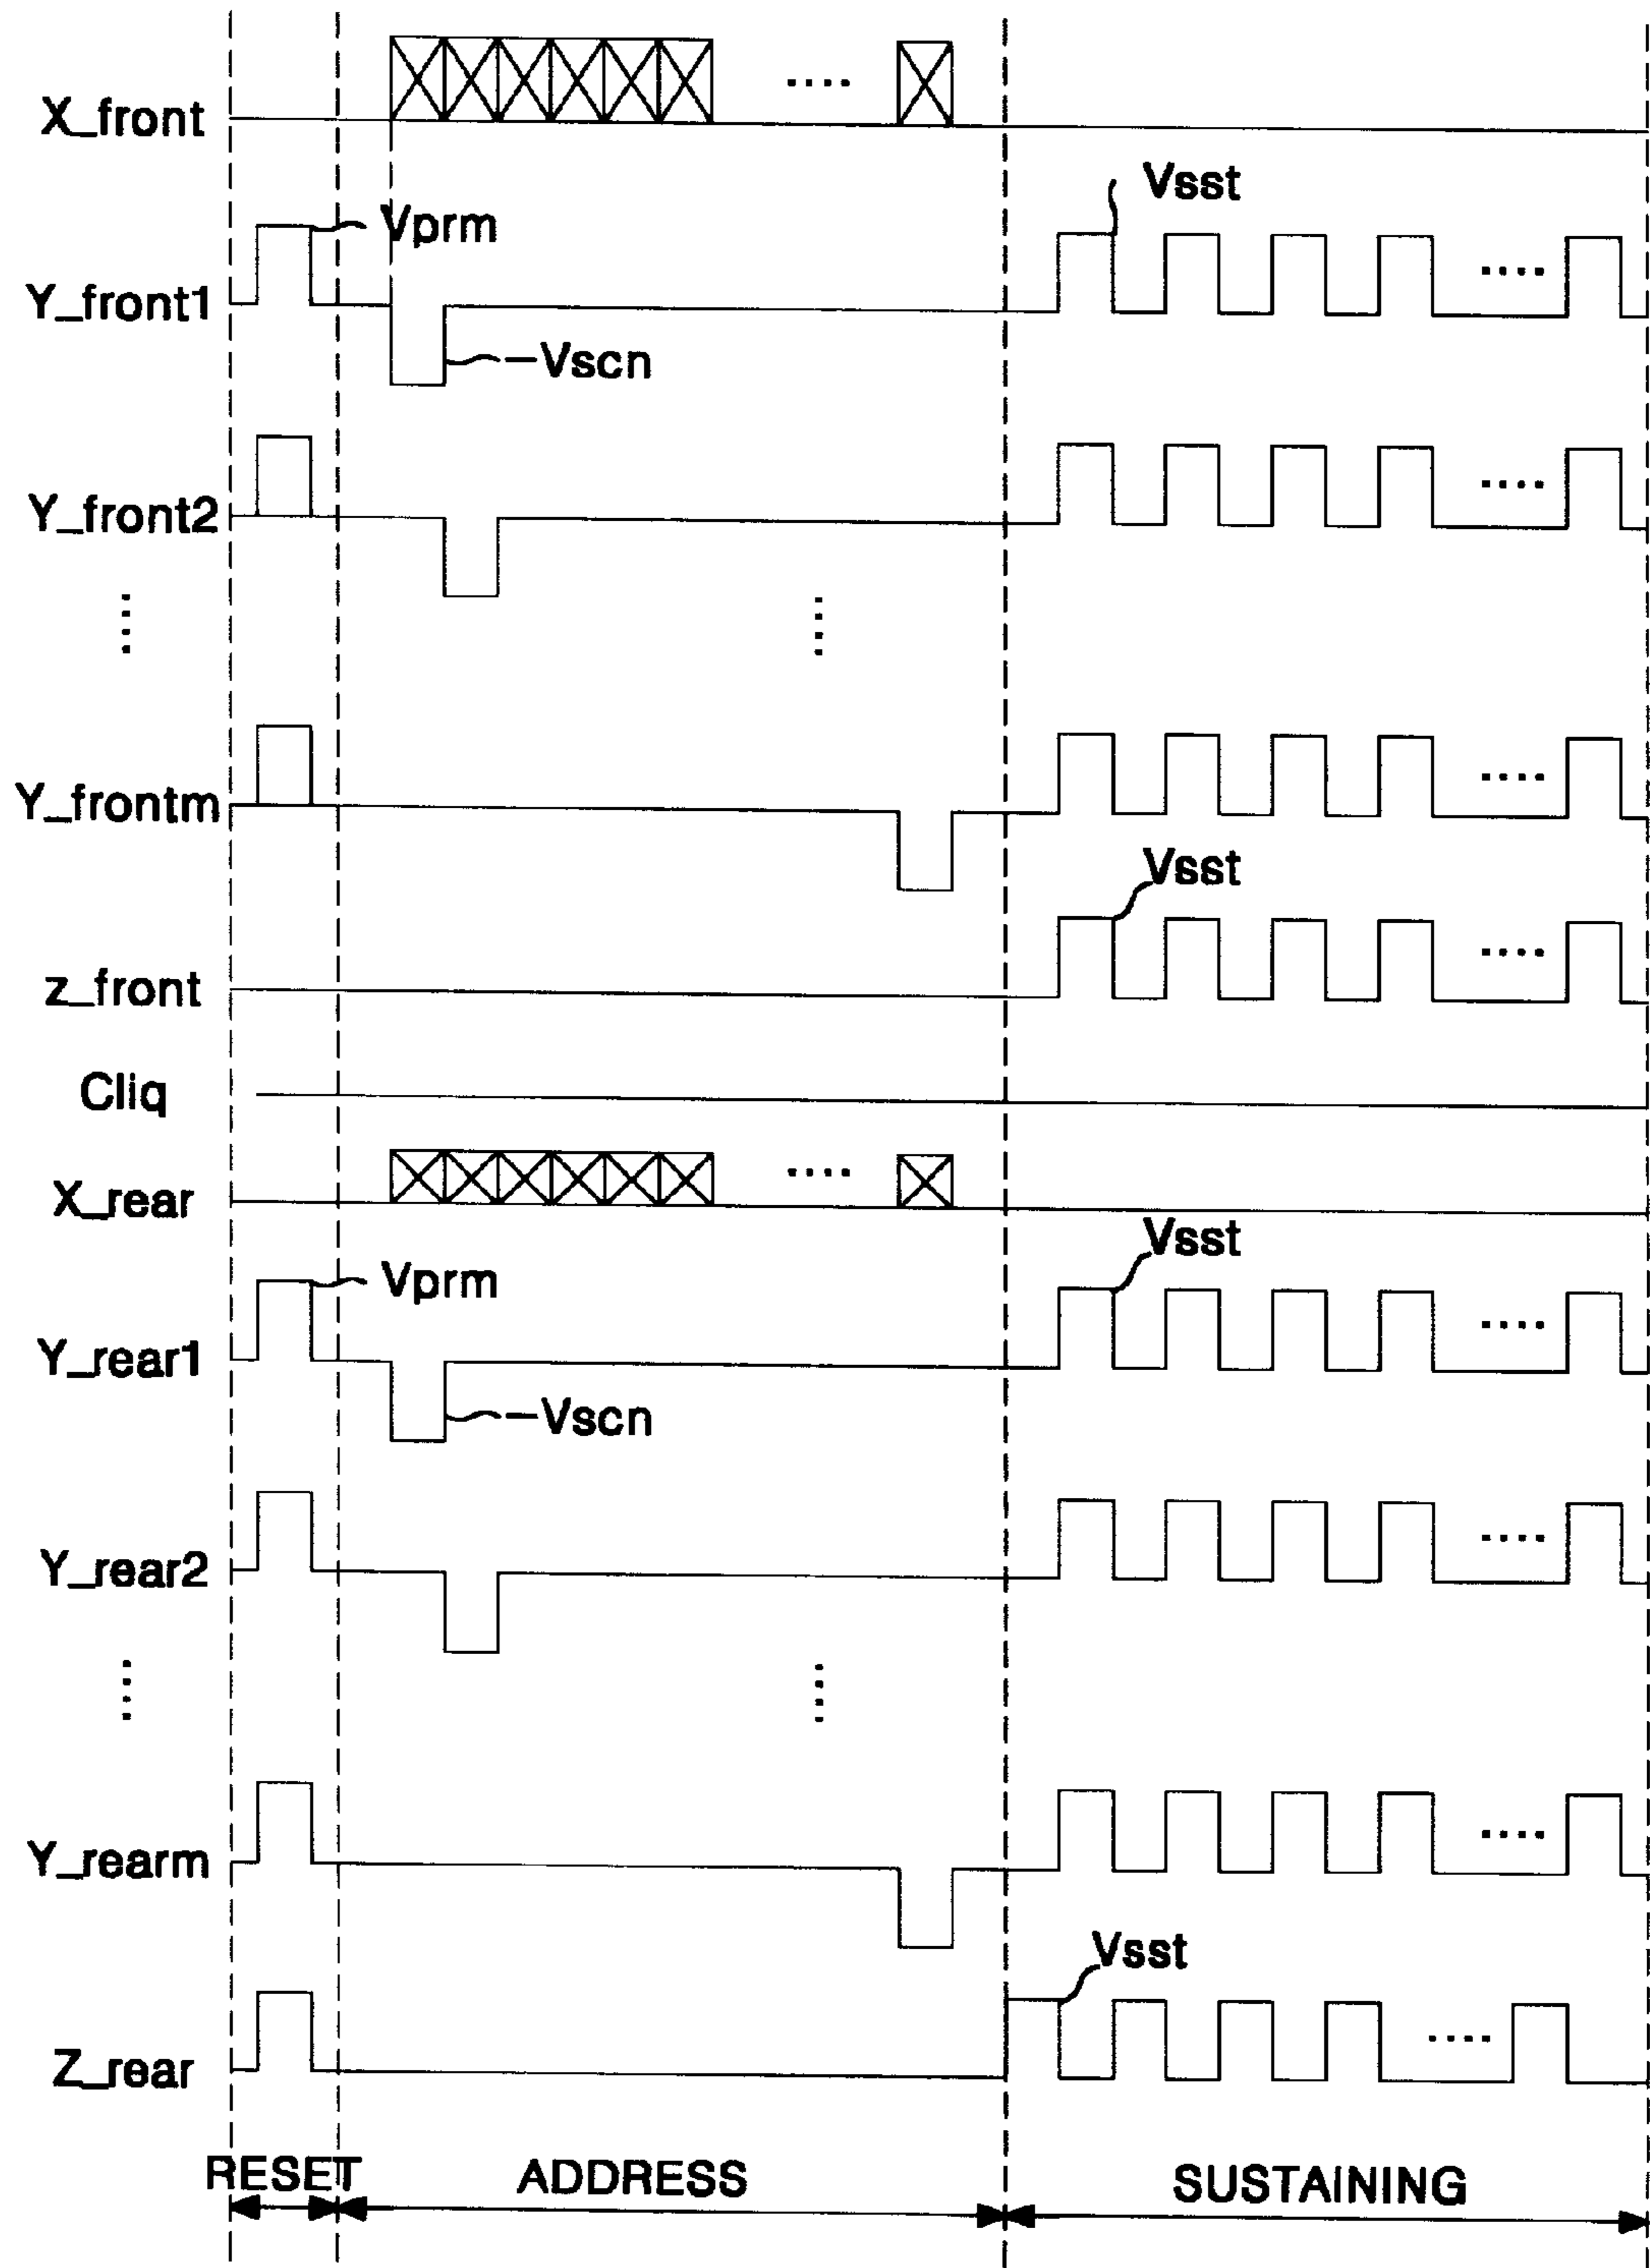 X_front
Vsst
Vprm
Y_front1
−Vscn
Y_front2
Y_frontm
Vsst
z_front
Cliq
X_rear
Vsst
Vprm
Y_rear1
−Vscn
Y_rear2
Y_rearm
Vsst
Z_rear
RESET ADDRESS SUSTAINING